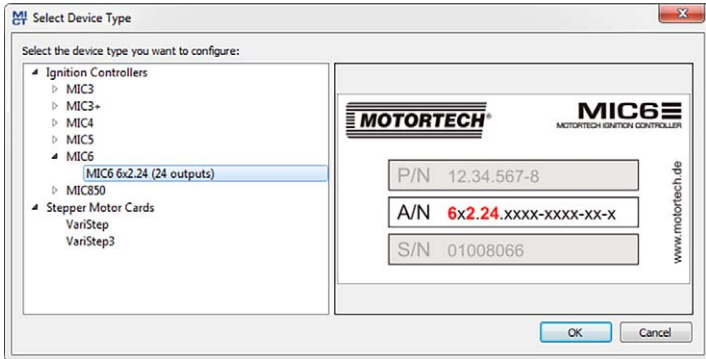 MICT Select Device Type
Select the device type you want to configure:
Ignition Controllers
MIC3
MIC3+
MIC4
MIC5
MIC6
MIC6 6x2.24 (24 outputs)
MIC850
Stepper Motor Cards
VariStep
VariStep3
MOTORTECH®
MIC6
MOTORTECH IGNITION CONTROLLER
P/N 12.34.567-8
A/N 6x2.24.xxxx-xxxx-xx-x
S/N 01008066
www.motortech.de
OK Cancel